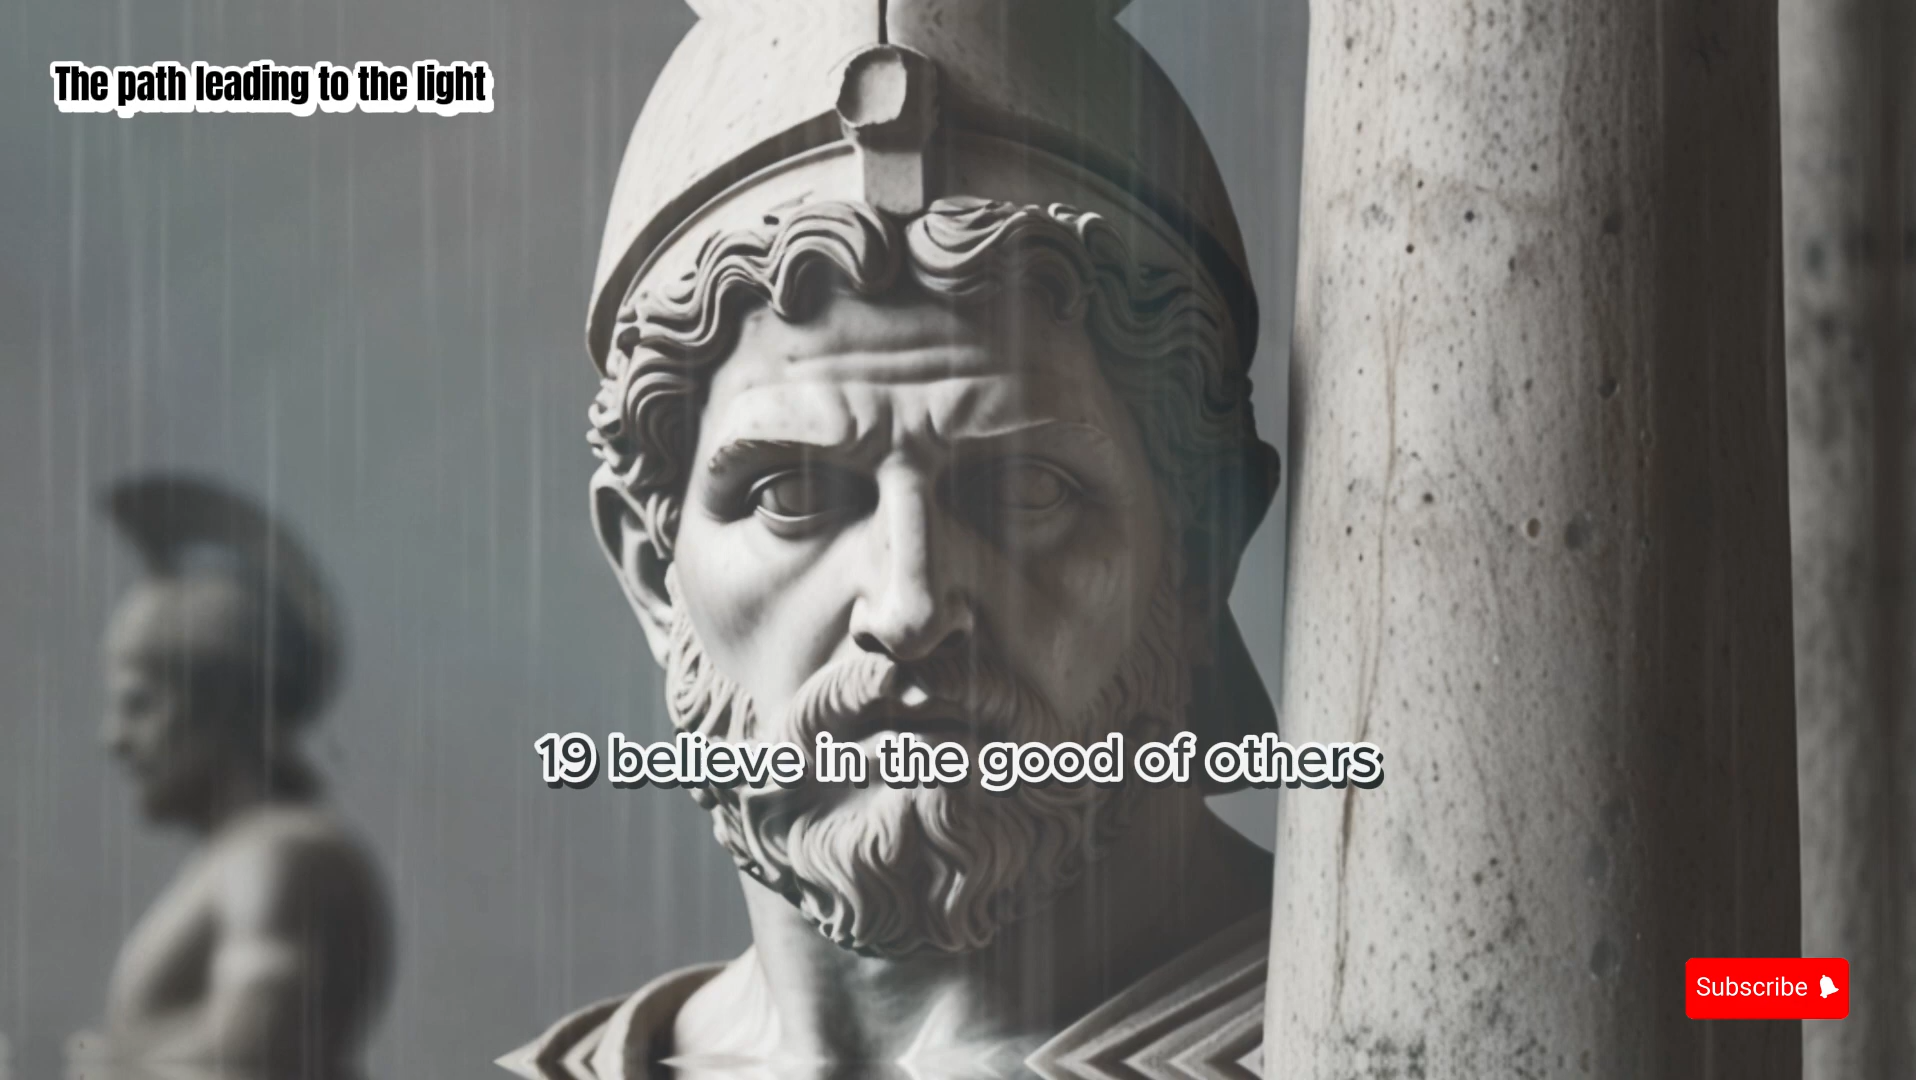 The path leading to the light
19 believe in the good of others
Subscribe